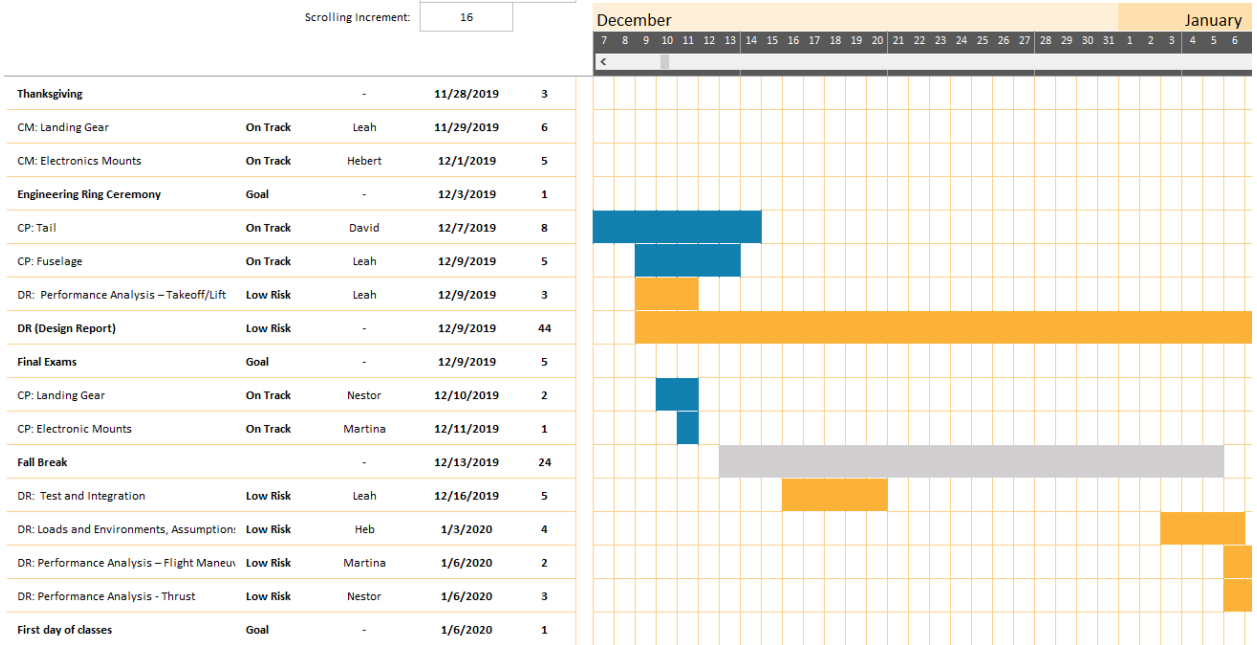 Scrolling Increment: 16
December January
7 8 9 10 11 12 13 14 15 16 17 18 19 20 21 22 23 24 25 26 27 28 29 30 31 1 2 3 4 5 6
<
Thanksgiving - 11/28/2019 3
CM: Landing Gear On Track Leah 11/29/2019 6
CM: Electronics Mounts On Track Hebert 12/1/2019 5
Engineering Ring Ceremony Goal - 12/3/2019 1
CP: Tail On Track David 12/7/2019 8
CP: Fuselage On Track Leah 12/9/2019 5
DR: Performance Analysis – Takeoff/Lift Low Risk Leah 12/9/2019 3
DR (Design Report) Low Risk - 12/9/2019 44
Final Exams Goal - 12/9/2019 5
CP: Landing Gear On Track Nestor 12/10/2019 2
CP: Electronic Mounts On Track Martina 12/11/2019 1
Fall Break - 12/13/2019 24
DR: Test and Integration Low Risk Leah 12/16/2019 5
DR: Loads and Environments, Assumptions Low Risk Heb 1/3/2020 4
DR: Performance Analysis – Flight Maneuv Low Risk Martina 1/6/2020 2
DR: Performance Analysis - Thrust Low Risk Nestor 1/6/2020 3
First day of classes Goal - 1/6/2020 1